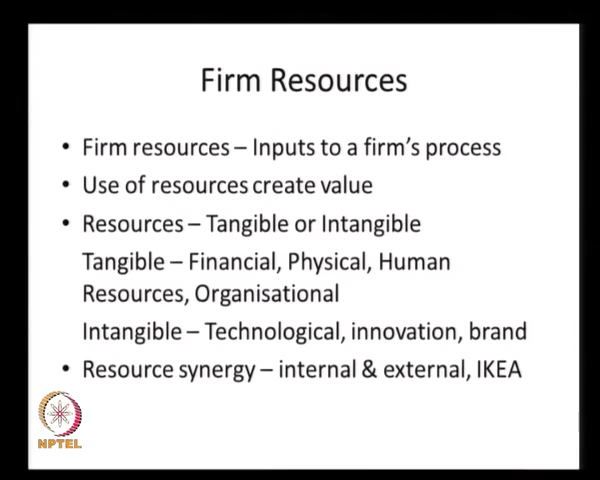 Firm Resources
• Firm resources – Inputs to a firm's process
• Use of resources create value
• Resources – Tangible or Intangible
Tangible – Financial, Physical, Human
Resources, Organisational
Intangible – Technological, innovation, brand
• Resource synergy – internal & external, IKEA
NPTEL